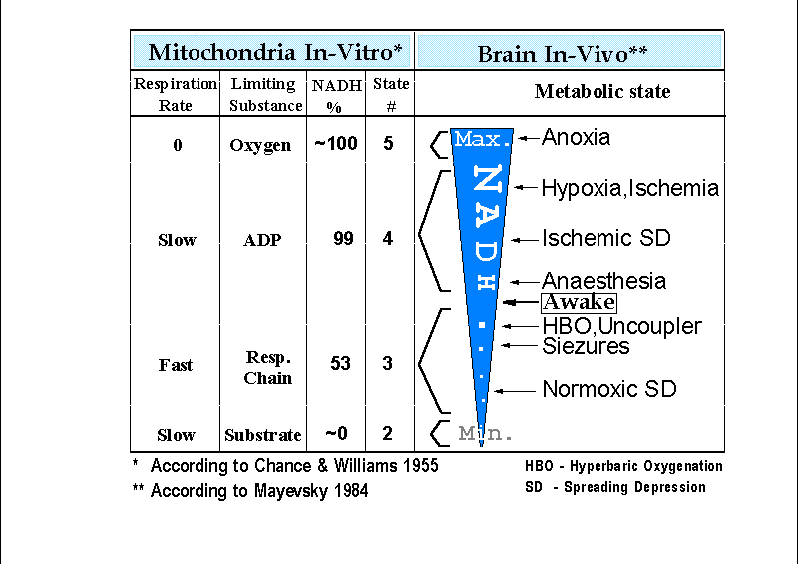 Mitochondria In-Vitro* Brain In-Vivo**
Respiration Rate Limiting Substance NADH % State # Metabolic state
0 Oxygen ~100 5
Slow ADP 99 4
Fast Resp. Chain 53 3
Slow Substrate ~0 2
Max.
NADH....
Min.
Anoxia
Hypoxia,Ischemia
Ischemic SD
Anaesthesia
Awake
HBO,Uncoupler
Siezures
Normoxic SD
* According to Chance & Williams 1955
** According to Mayevsky 1984
HBO - Hyperbaric Oxygenation
SD - Spreading Depression